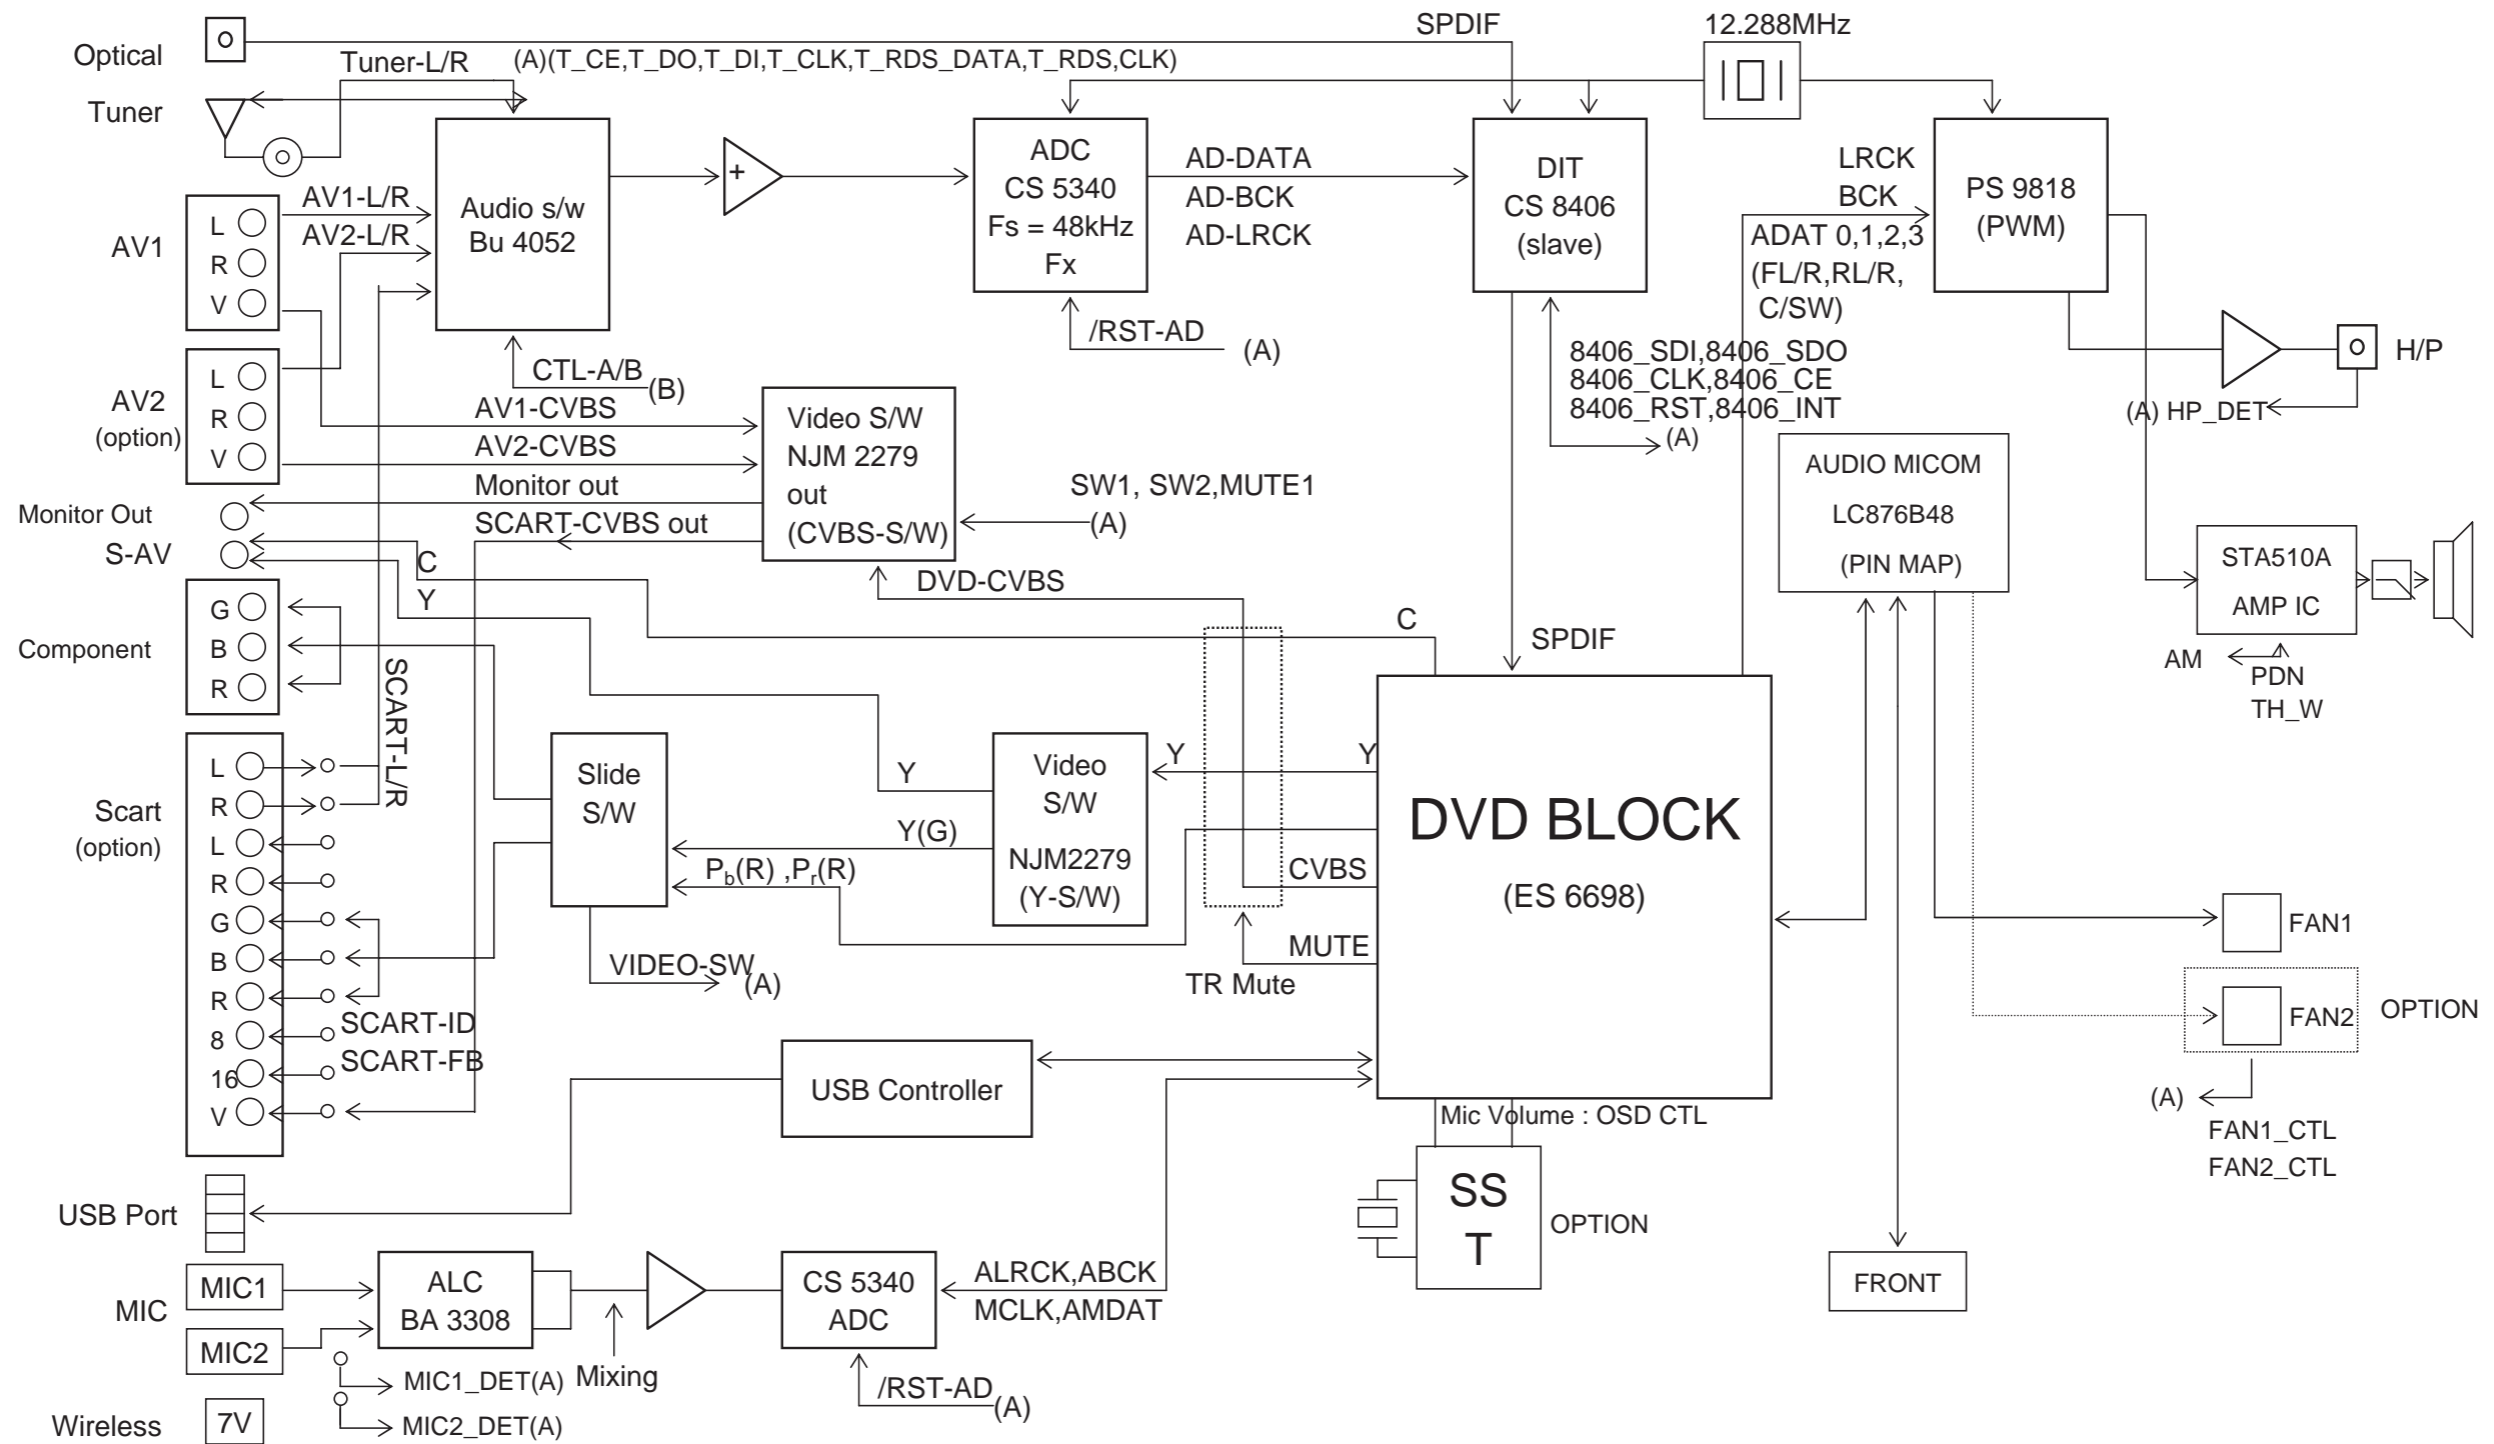 Optical
SPDIF
12.288MHz
Tuner-L/R
(A)(T_CE,T_DO,T_DI,T_CLK,T_RDS_DATA,T_RDS,CLK)
Tuner
AV1
L
R
V
AV1-L/R
AV2-L/R
Audio s/w
Bu 4052
+
ADC
CS 5340
Fs = 48kHz
Fx
AD-DATA
AD-BCK
AD-LRCK
DIT
CS 8406
(slave)
LRCK
BCK
ADAT 0,1,2,3
(FL/R,RL/R,
C/SW)
PS 9818
(PWM)
/RST-AD
(A)
8406_SDI,8406_SDO
8406_CLK,8406_CE
8406_RST,8406_INT
(A)
H/P
(A) HP_DET
AV2
(option)
L
R
V
CTL-A/B
(B)
AV1-CVBS
AV2-CVBS
Monitor out
SCART-CVBS out
Video S/W
NJM 2279
out
(CVBS-S/W)
SW1, SW2,MUTE1
(A)
AUDIO MICOM
LC876B48
(PIN MAP)
Monitor Out
S-AV
C
Y
DVD-CVBS
C
SPDIF
STA510A
AMP IC
AM
PDN
TH_W
Component
G
B
R
SCART-L/R
Scart
(option)
L
R
L
R
G
B
R
8
16
V
SCART-ID
SCART-FB
Slide
S/W
Y
Y(G)
Pb(R) ,Pr(R)
VIDEO-SW
(A)
Video
S/W
NJM2279
(Y-S/W)
Y
Y
CVBS
MUTE
TR Mute
DVD BLOCK
(ES 6698)
FAN1
FAN2
OPTION
(A)
FAN1_CTL
FAN2_CTL
USB Controller
Mic Volume : OSD CTL
SS
T
OPTION
FRONT
USB Port
MIC
MIC1
MIC2
ALC
BA 3308
Mixing
CS 5340
ADC
ALRCK,ABCK
MCLK,AMDAT
MIC1_DET(A)
MIC2_DET(A)
/RST-AD
(A)
Wireless
7V